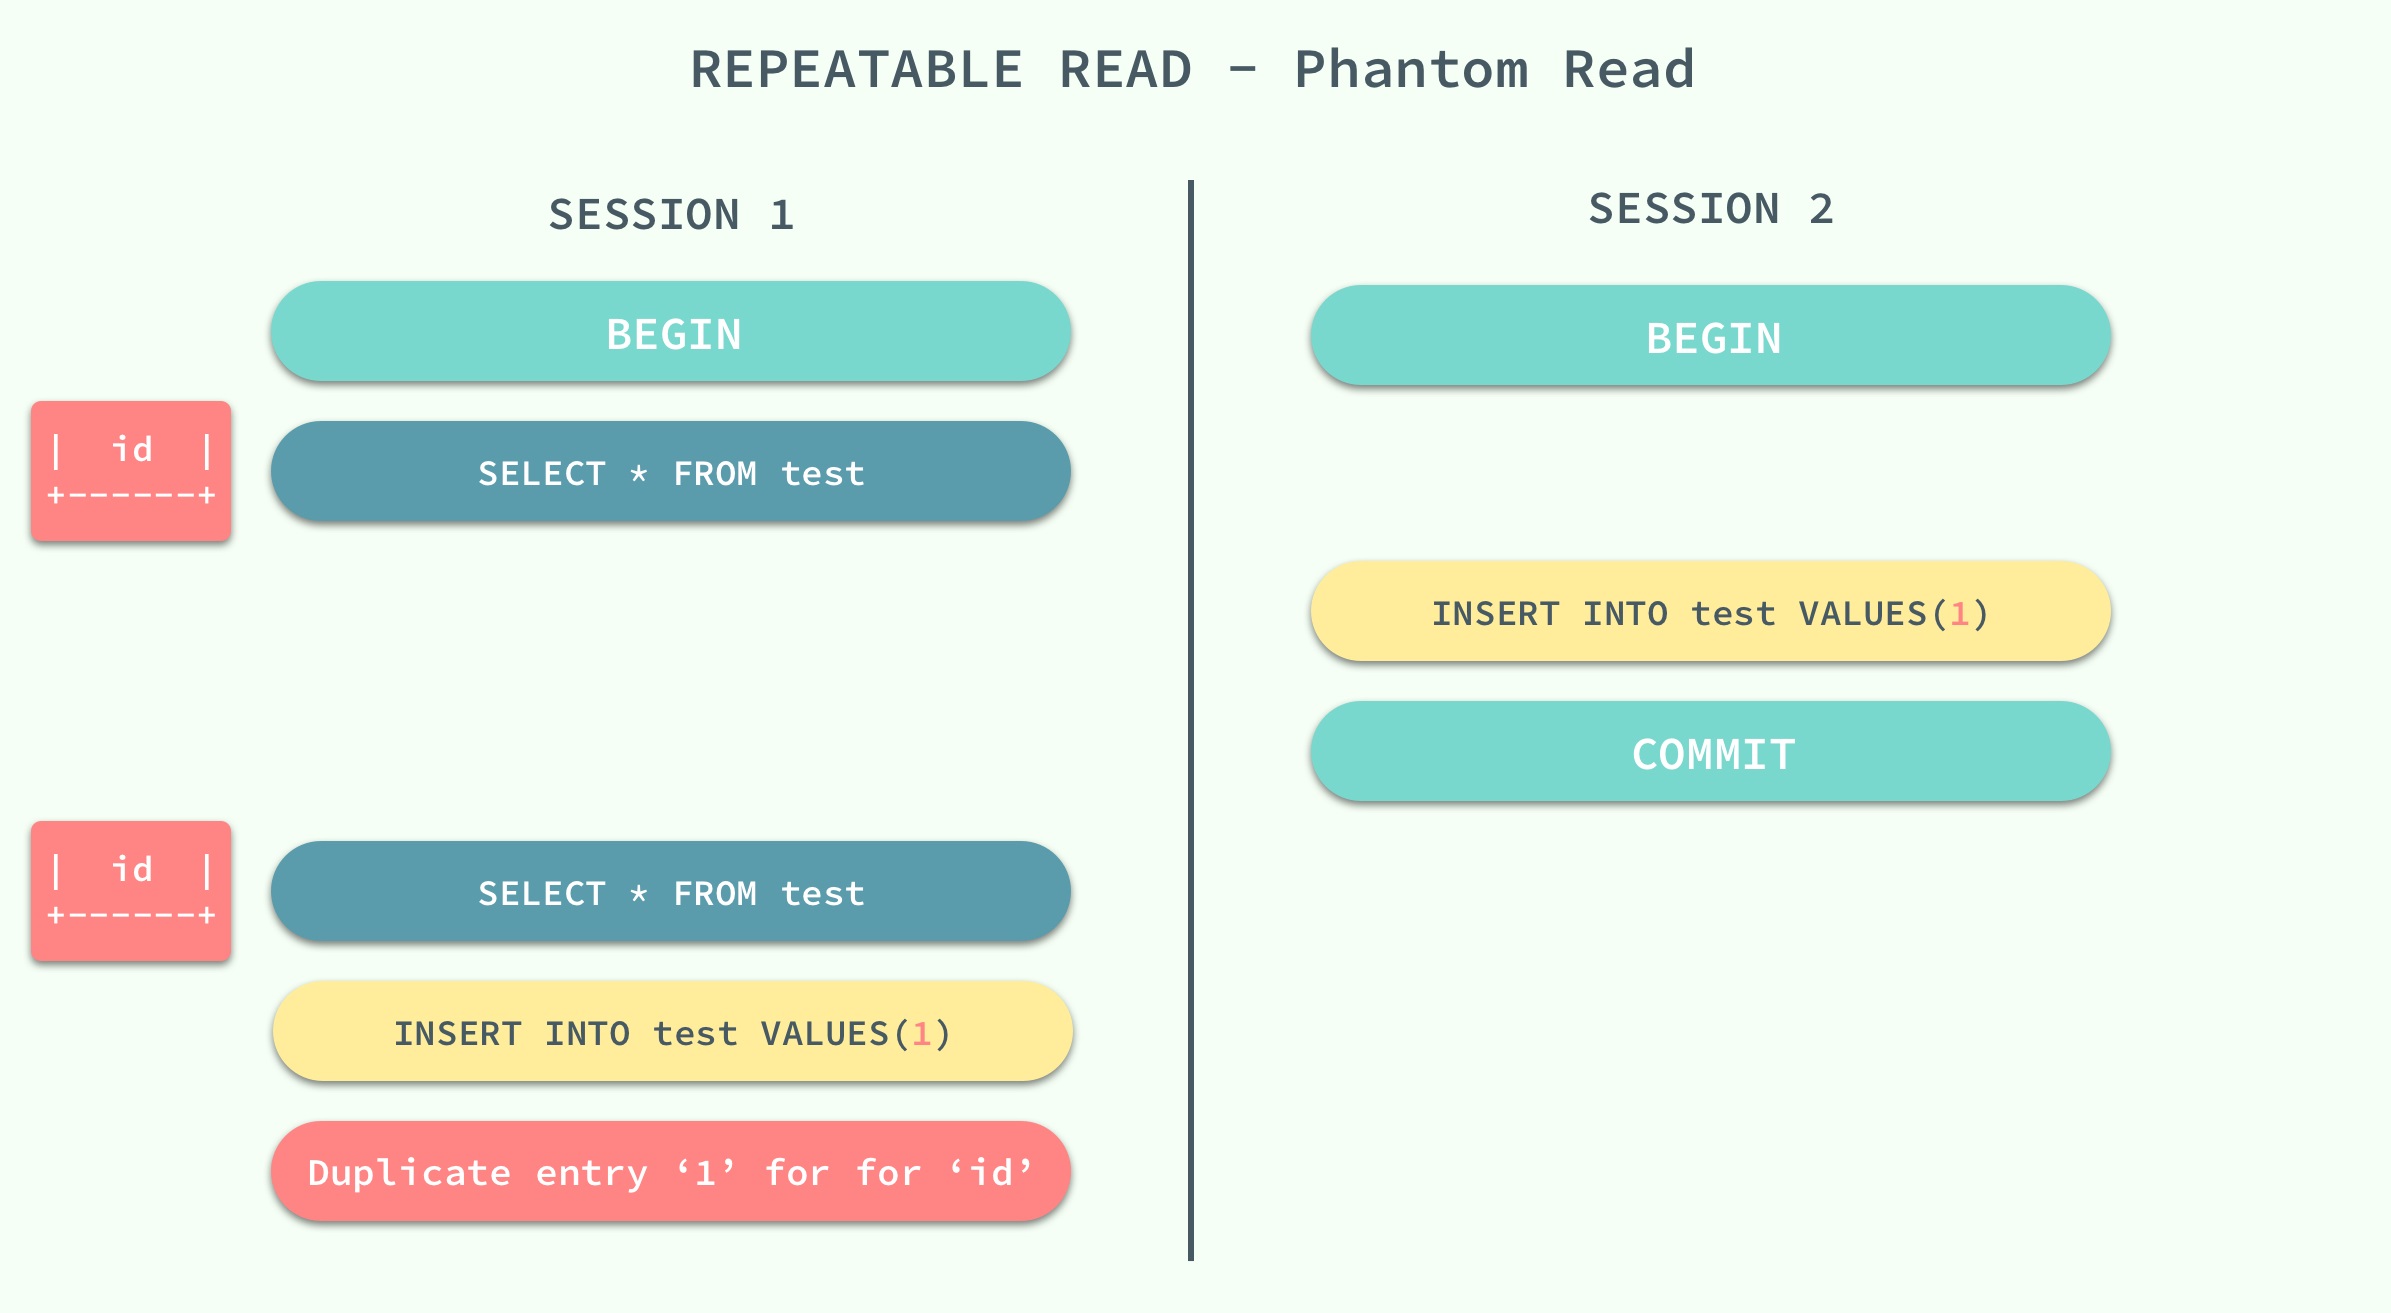 REPEATABLE READ - Phantom Read
SESSION 1
SESSION 2
BEGIN
BEGIN
| id |
+------+
SELECT * FROM test
INSERT INTO test VALUES(1)
COMMIT
| id |
+------+
SELECT * FROM test
INSERT INTO test VALUES(1)
Duplicate entry ‘1’ for for ‘id’